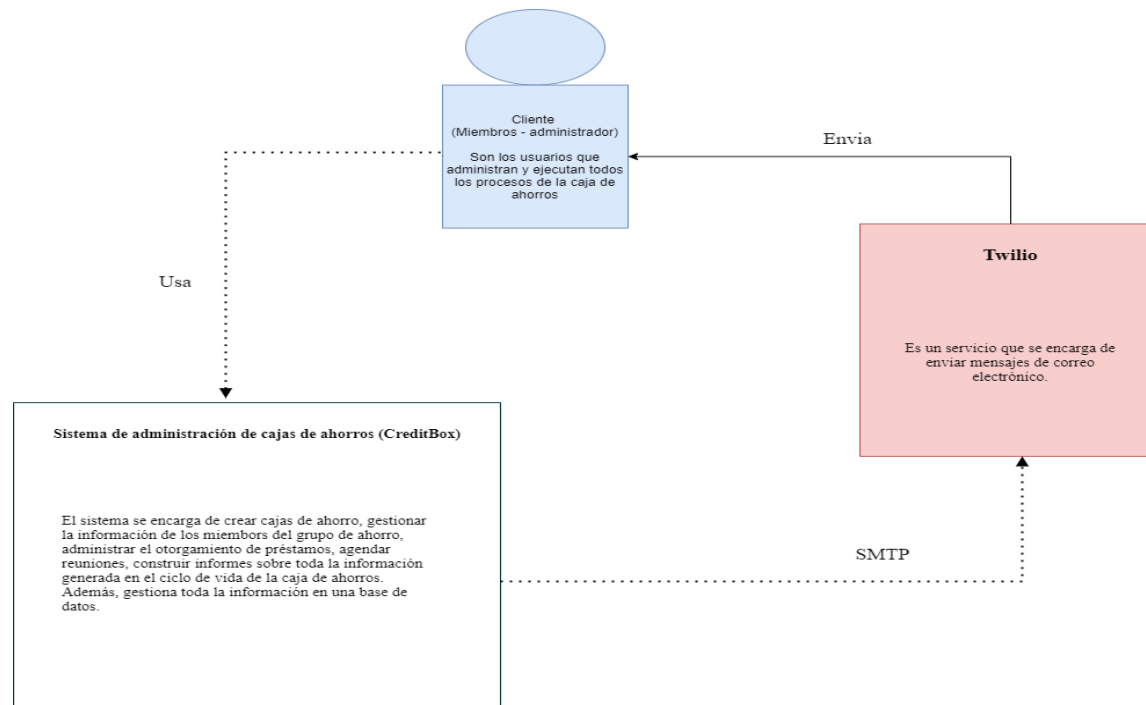 Cliente
(Miembros - administrador)
Son los usuarios que
administran y ejecutan todos
los procesos de la caja de
ahorros
Envia
Twilio
Es un servicio que se encarga de
enviar mensajes de correo
electrónico.
Usa
Sistema de administración de cajas de ahorros (CreditBox)
El sistema se encarga de crear cajas de ahorro, gestionar
la información de los miembors del grupo de ahorro,
administrar el otorgamiento de préstamos, agendar
reuniones, construir informes sobre toda la información
generada en el ciclo de vida de la caja de ahorros.
Además, gestiona toda la información en una base de
datos.
SMTP